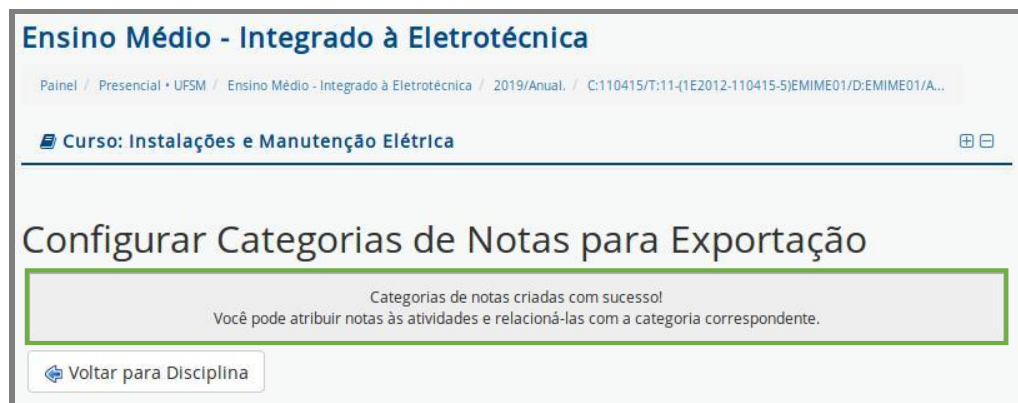 Ensino Médio - Integrado à Eletrotécnica
Painel / Presencial • UFSM / Ensino Médio - Integrado à Eletrotécnica / 2019/Anual. / C:110415/T:11-(1E2012-110415-5)EMIME01/D:EMIME01/A...
Curso: Instalações e Manutenção Elétrica
Configurar Categorias de Notas para Exportação
Categorias de notas criadas com sucesso!
Você pode atribuir notas às atividades e relacioná-las com a categoria correspondente.
Voltar para Disciplina